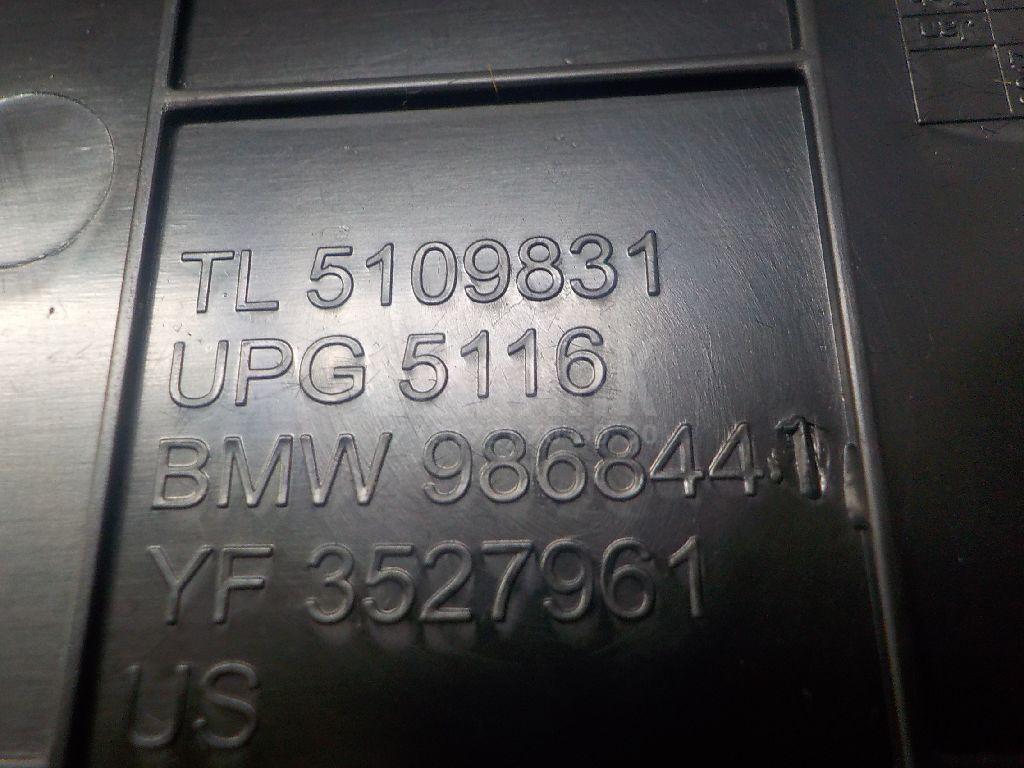 TL 5109831
UPG 5116
BMW 9868441
YF 3527961
US